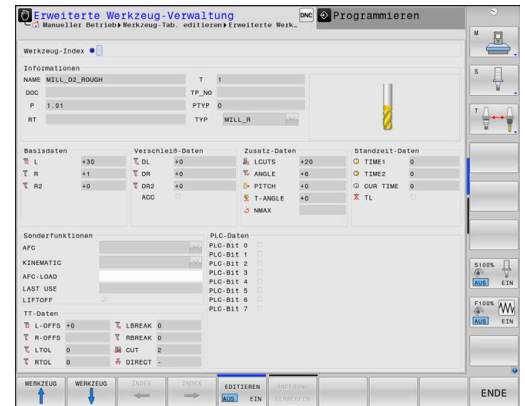 Erweiterte Werkzeug-Verwaltung
DNC
Programmieren
Manueller Betrieb▸Werkzeug-Tab. editieren▸Erweiterte Werk…
Werkzeug-Index
Informationen
NAME MILL_D2_ROUGH T 1
DOC TP_NO
P 1.01 PTYP 0
RT TYP MILL_R
Basisdaten Verschleiß-Daten Zusatz-Daten Standzeit-Daten
L +30 DL +0 LCUTS +20 TIME1 0
R +1 DR +0 ANGLE +6 TIME2 0
R2 +0 DR2 +0 PITCH +0 CUR TIME 0
ACC T-ANGLE +0 TL
NMAX
Sonderfunktionen PLC-Daten
AFC PLC-Bit 0
PLC-Bit 1
KINEMATIC PLC-Bit 2
AFC-LOAD PLC-Bit 3
PLC-Bit 4
LAST USE PLC-Bit 5
LIFTOFF PLC-Bit 6
PLC-Bit 7
TT-Daten
L-OFFS +0 LBREAK 0
R-OFFS RBREAK 0
LTOL 0 CUT 2
RTOL 0 DIRECT -
M
S
T
S100%
AUS EIN
F100%
AUS EIN
WERKZEUG WERKZEUG INDEX INDEX EDITIEREN ÄNDERUNG ENDE
AUS EIN VERWERFEN